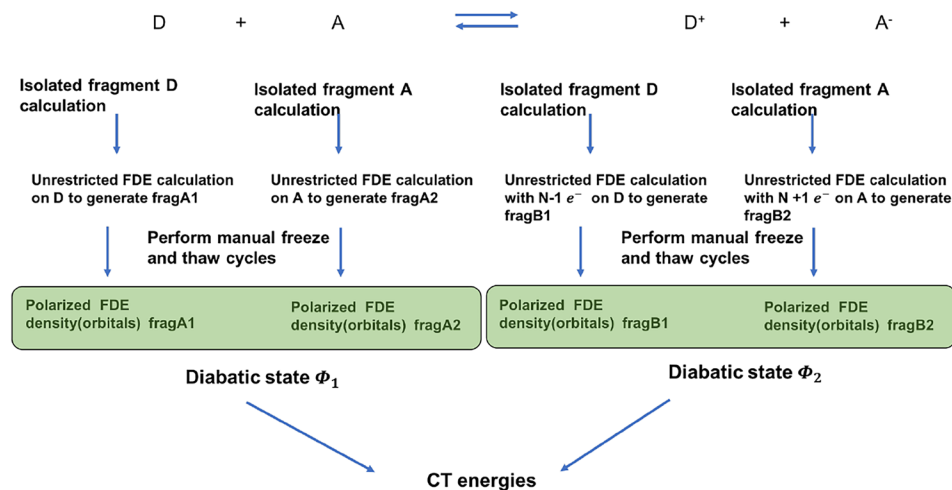 D + A D⁺ + A⁻
Isolated fragment D
calculation
Isolated fragment A
calculation
Isolated fragment D
calculation
Isolated fragment A
calculation
Unrestricted FDE calculation
on D to generate fragA1
Unrestricted FDE calculation
on A to generate fragA2
Unrestricted FDE calculation
with N-1 e⁻ on D to generate
fragB1
Unrestricted FDE calculation
with N +1 e⁻ on A to generate
fragB2
Perform manual freeze
and thaw cycles
Perform manual freeze
and thaw cycles
Polarized FDE
density(orbitals) fragA1
Polarized FDE
density(orbitals) fragA2
Polarized FDE
density(orbitals) fragB1
Polarized FDE
density(orbitals) fragB2
Diabatic state Φ₁
Diabatic state Φ₂
CT energies